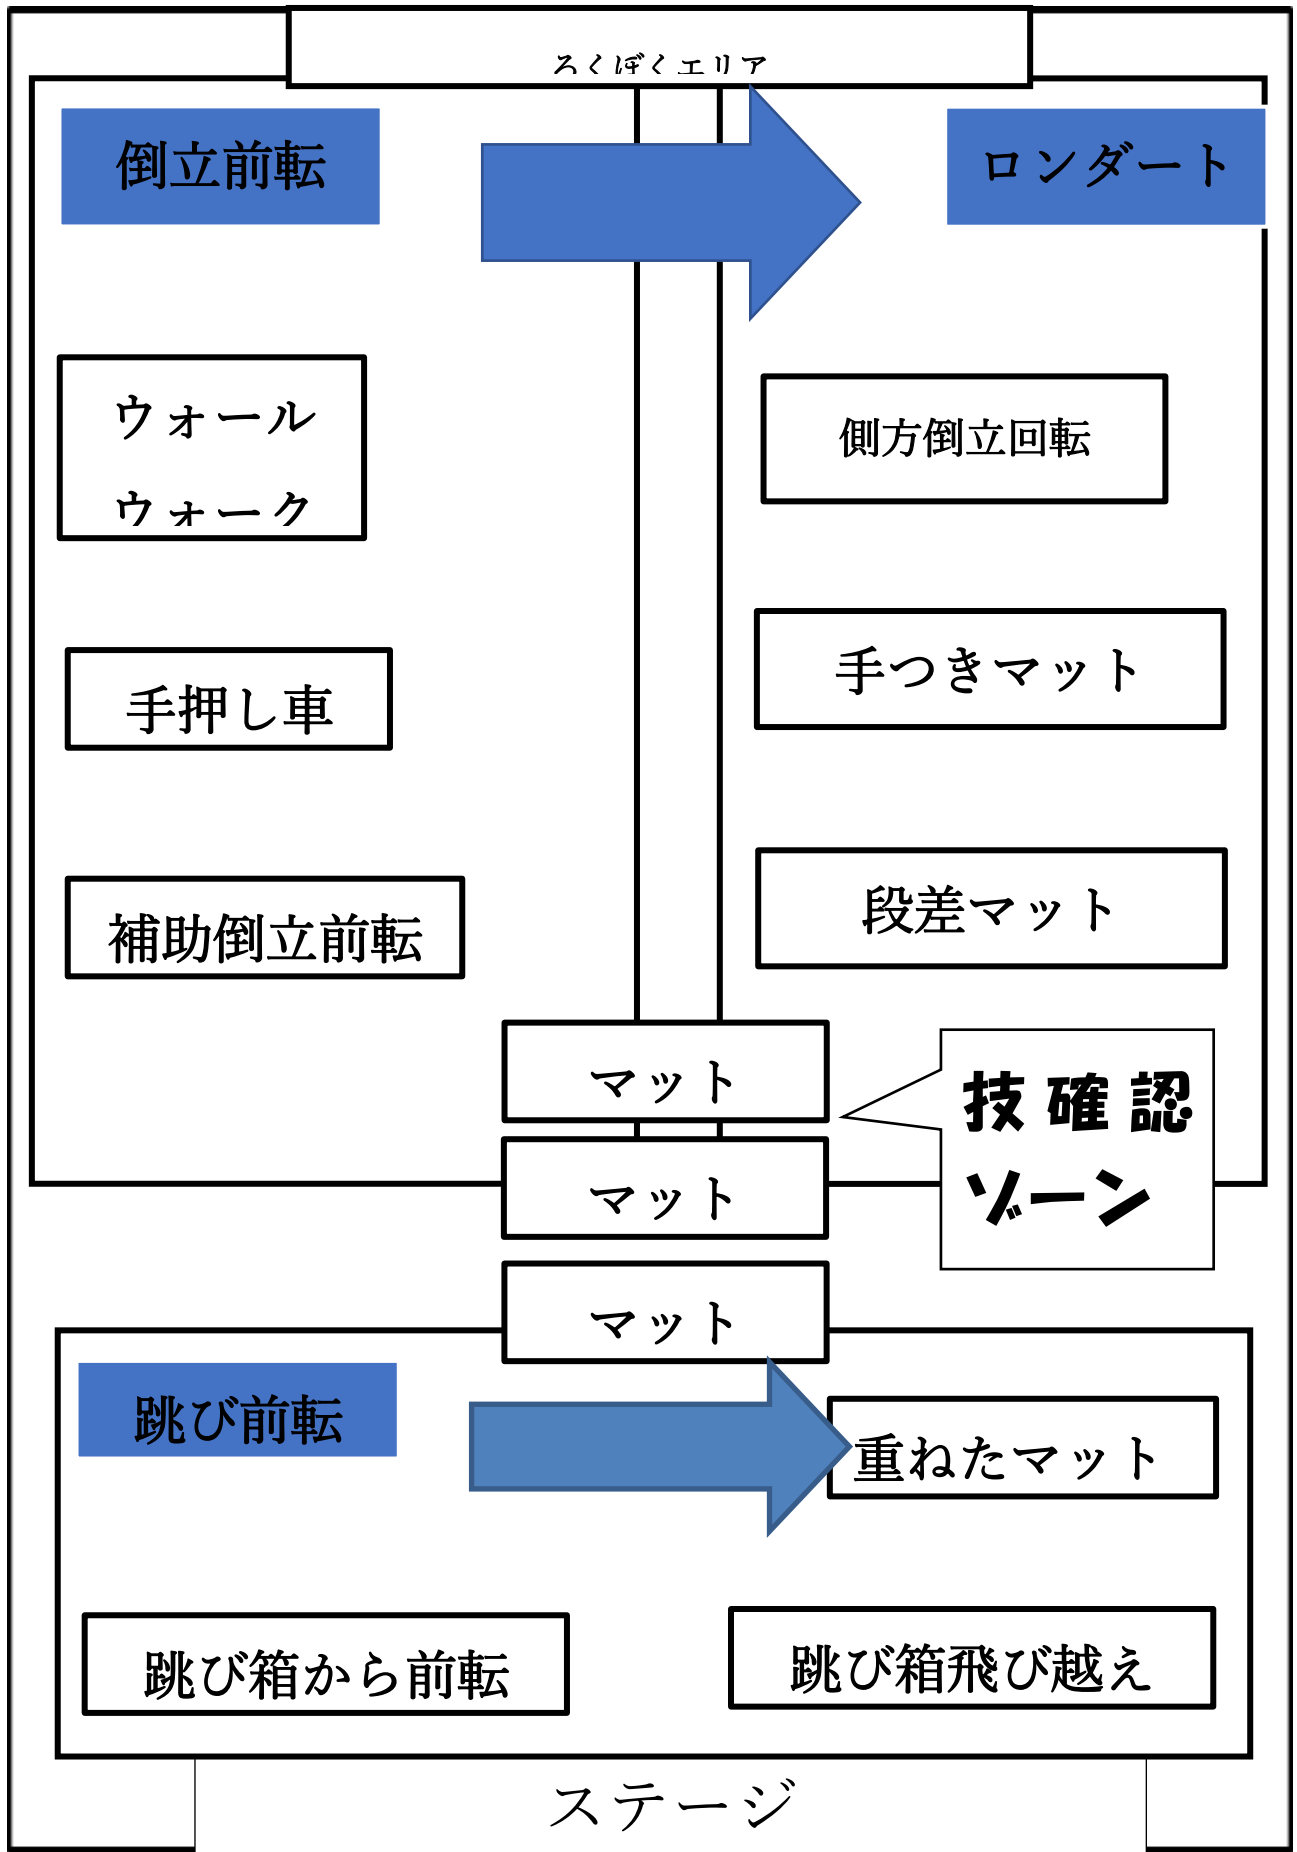 ろくぼくエリア
倒立前転
ロンダート
ウォール
ウォーク
側方倒立回転
手つきマット
手押し車
段差マット
補助倒立前転
マット
技確認
ゾーン
マット
マット
跳び前転
重ねたマット
跳び箱から前転
跳び箱飛び越え
ステージ